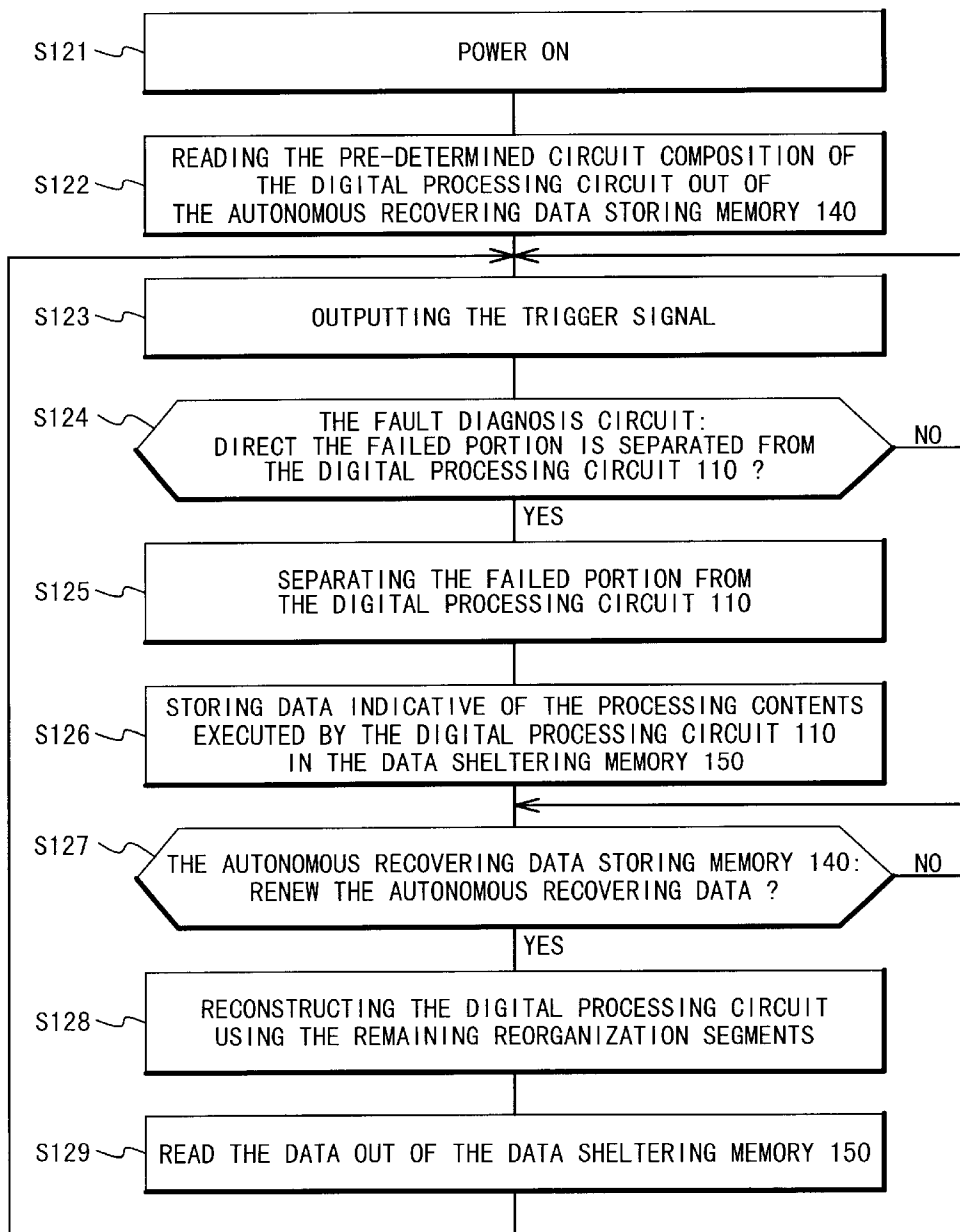 S121
POWER ON
S122
READING THE PRE-DETERMINED CIRCUIT COMPOSITION OF
THE DIGITAL PROCESSING CIRCUIT OUT OF
THE AUTONOMOUS RECOVERING DATA STORING MEMORY 140
S123
OUTPUTTING THE TRIGGER SIGNAL
S124
THE FAULT DIAGNOSIS CIRCUIT:
DIRECT THE FAILED PORTION IS SEPARATED FROM
THE DIGITAL PROCESSING CIRCUIT 110 ?
NO
YES
S125
SEPARATING THE FAILED PORTION FROM
THE DIGITAL PROCESSING CIRCUIT 110
S126
STORING DATA INDICATIVE OF THE PROCESSING CONTENTS
EXECUTED BY THE DIGITAL PROCESSING CIRCUIT 110
IN THE DATA SHELTERING MEMORY 150
S127
THE AUTONOMOUS RECOVERING DATA STORING MEMORY 140:
RENEW THE AUTONOMOUS RECOVERING DATA ?
NO
YES
S128
RECONSTRUCTING THE DIGITAL PROCESSING CIRCUIT
USING THE REMAINING REORGANIZATION SEGMENTS
S129
READ THE DATA OUT OF THE DATA SHELTERING MEMORY 150